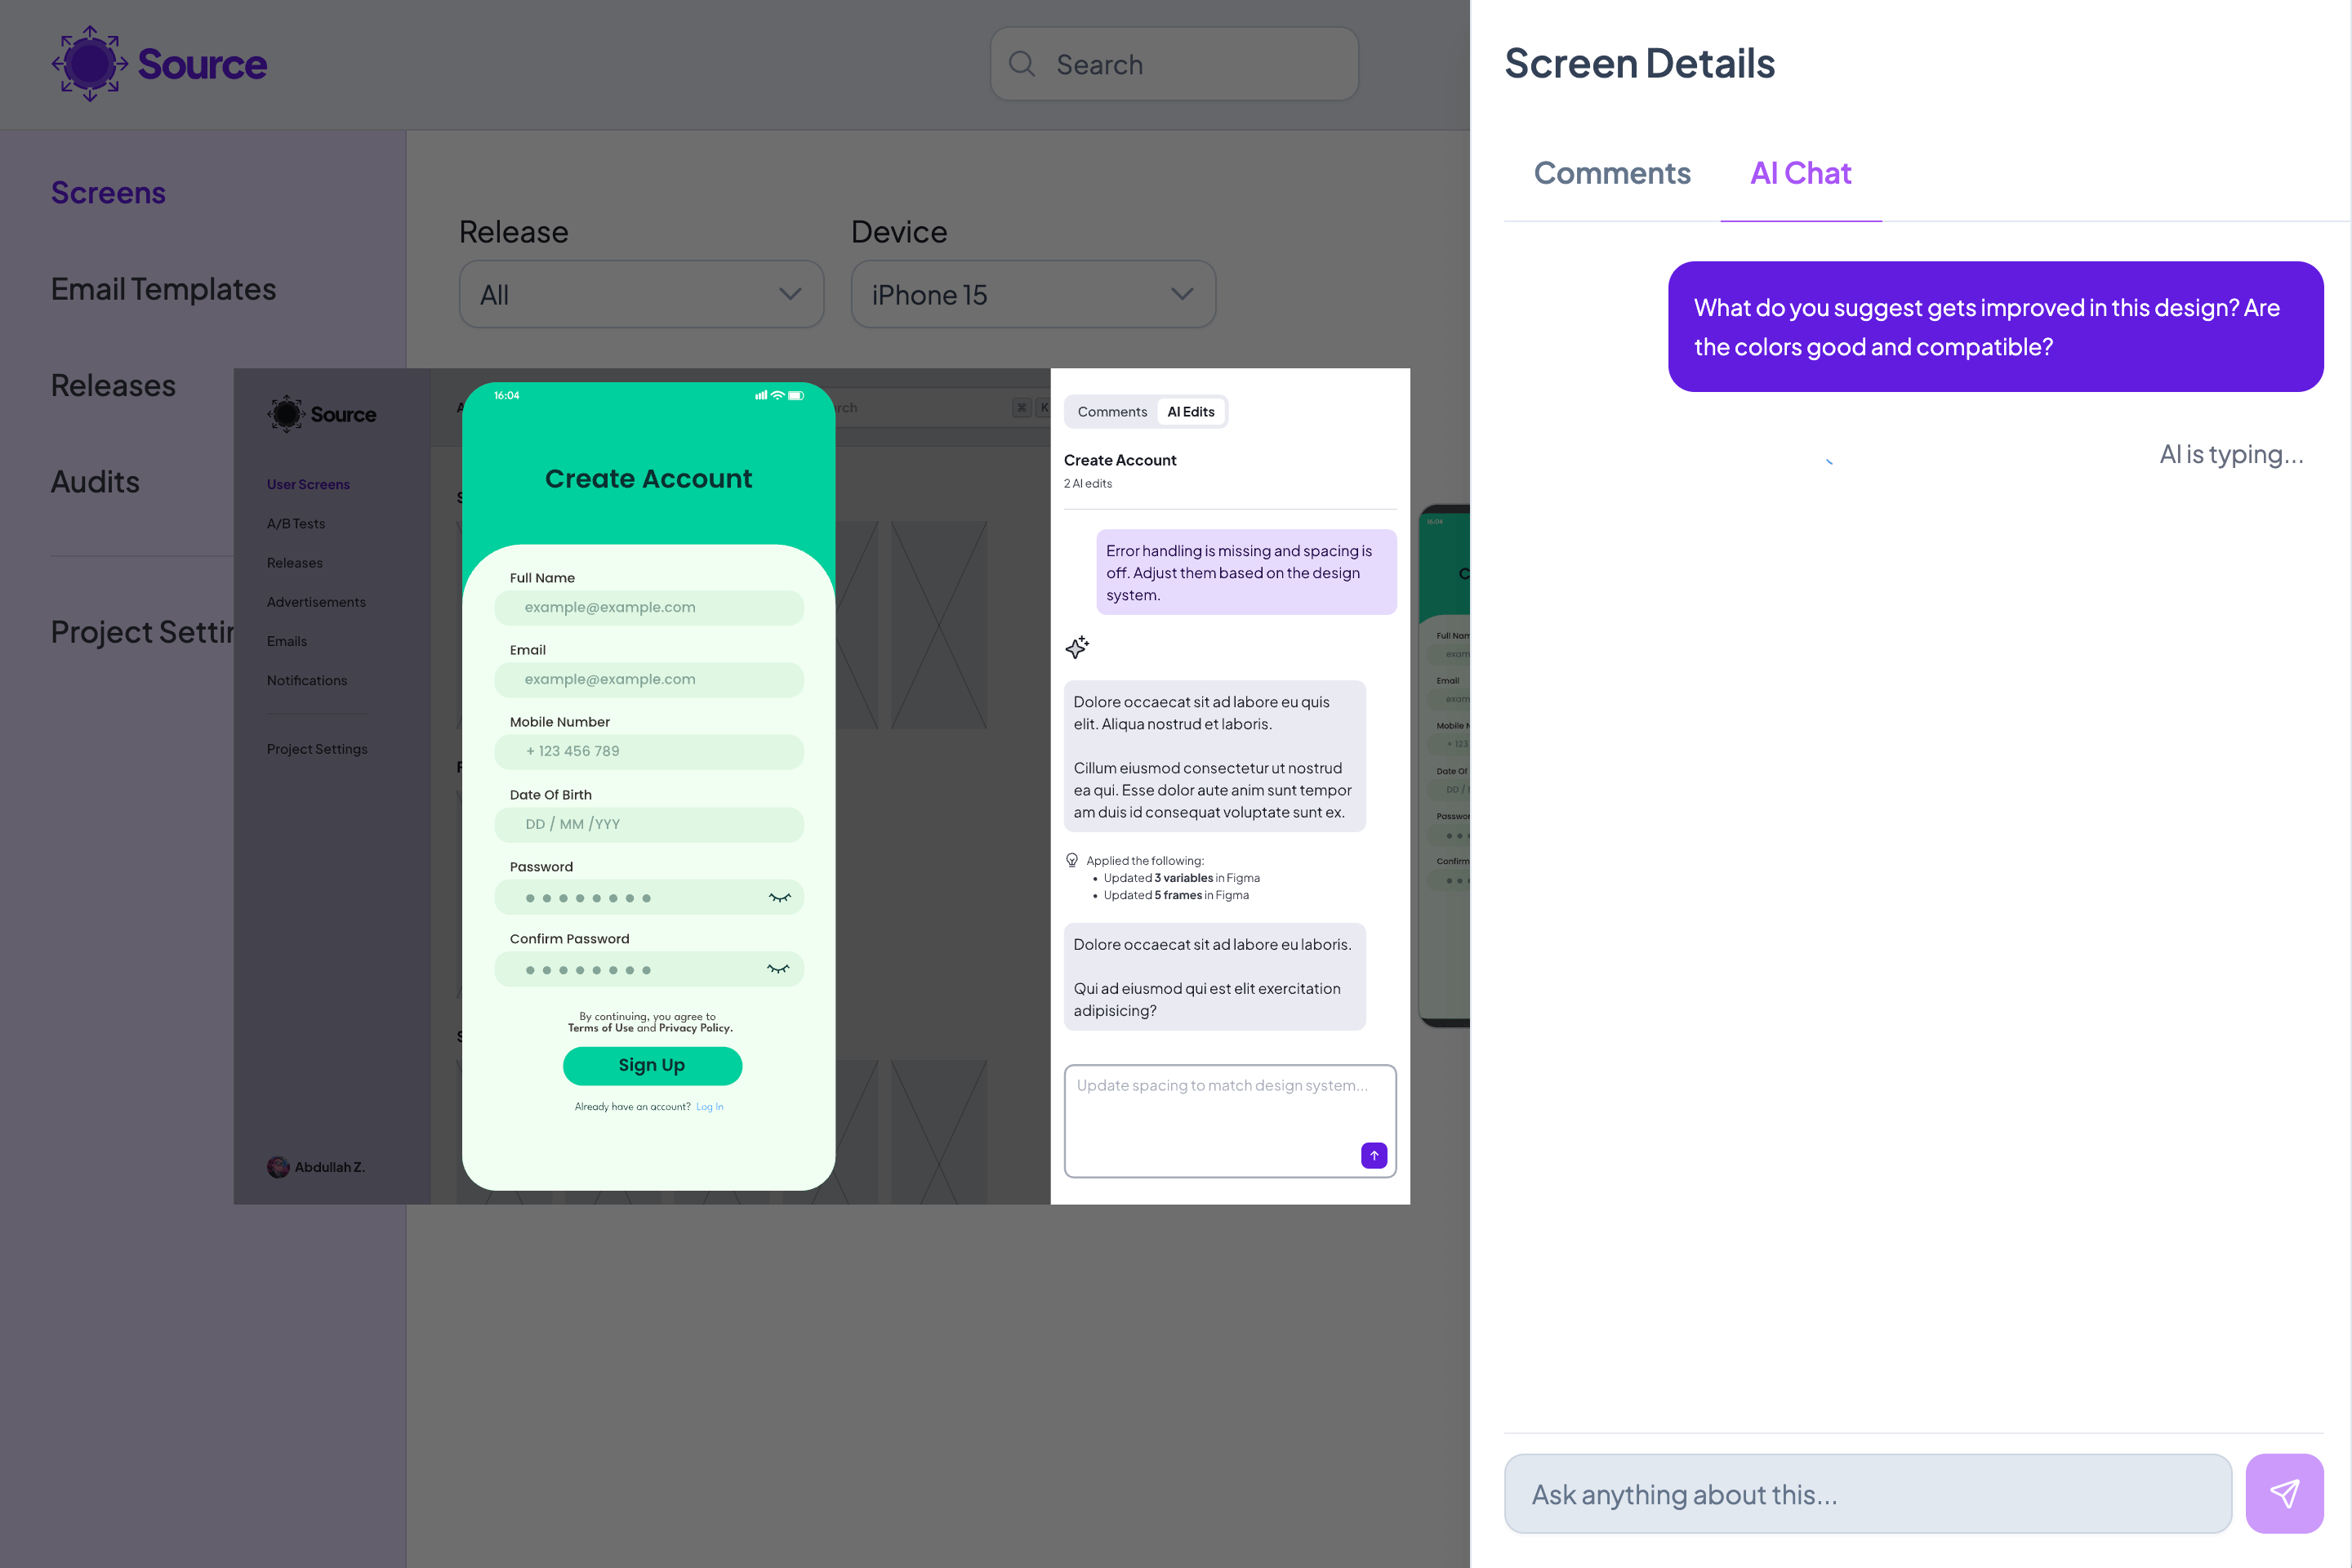 Source
Search
Screens
Email Templates
Releases
Audits
Release
All
Device
iPhone 15
Source
User Screens
A/B Tests
Releases
Advertisements
Emails
Notifications
Project Settings
Abdullah Z.
⌘ K
16:04
Create Account
Full Name
example@example.com
Email
example@example.com
Mobile Number
+ 123 456 789
Date Of Birth
DD / MM /YYY
Password
Confirm Password
By continuing, you agree to
Terms of Use and Privacy Policy.
Sign Up
Already have an account? Log In
Comments
AI Edits
Create Account
2 AI edits
Error handling is missing and spacing is
off. Adjust them based on the design
system.
Dolore occaecat sit ad labore eu quis
elit. Aliqua nostrud et laboris.
Cillum eiusmod consectetur ut nostrud
ea qui. Esse dolor aute anim sunt tempor
am duis id consequat voluptate sunt ex.
Applied the following:
• Updated 3 variables in Figma
• Updated 5 frames in Figma
Dolore occaecat sit ad labore eu laboris.
Qui ad eiusmod qui est elit exercitation
adipisicing?
Update spacing to match design system...
Project
16:04
Email
Date Of
DD /
Confirm
Screen Details
Comments
AI Chat
What do you suggest gets improved in this design? Are
the colors good and compatible?
AI is typing...
Ask anything about this...